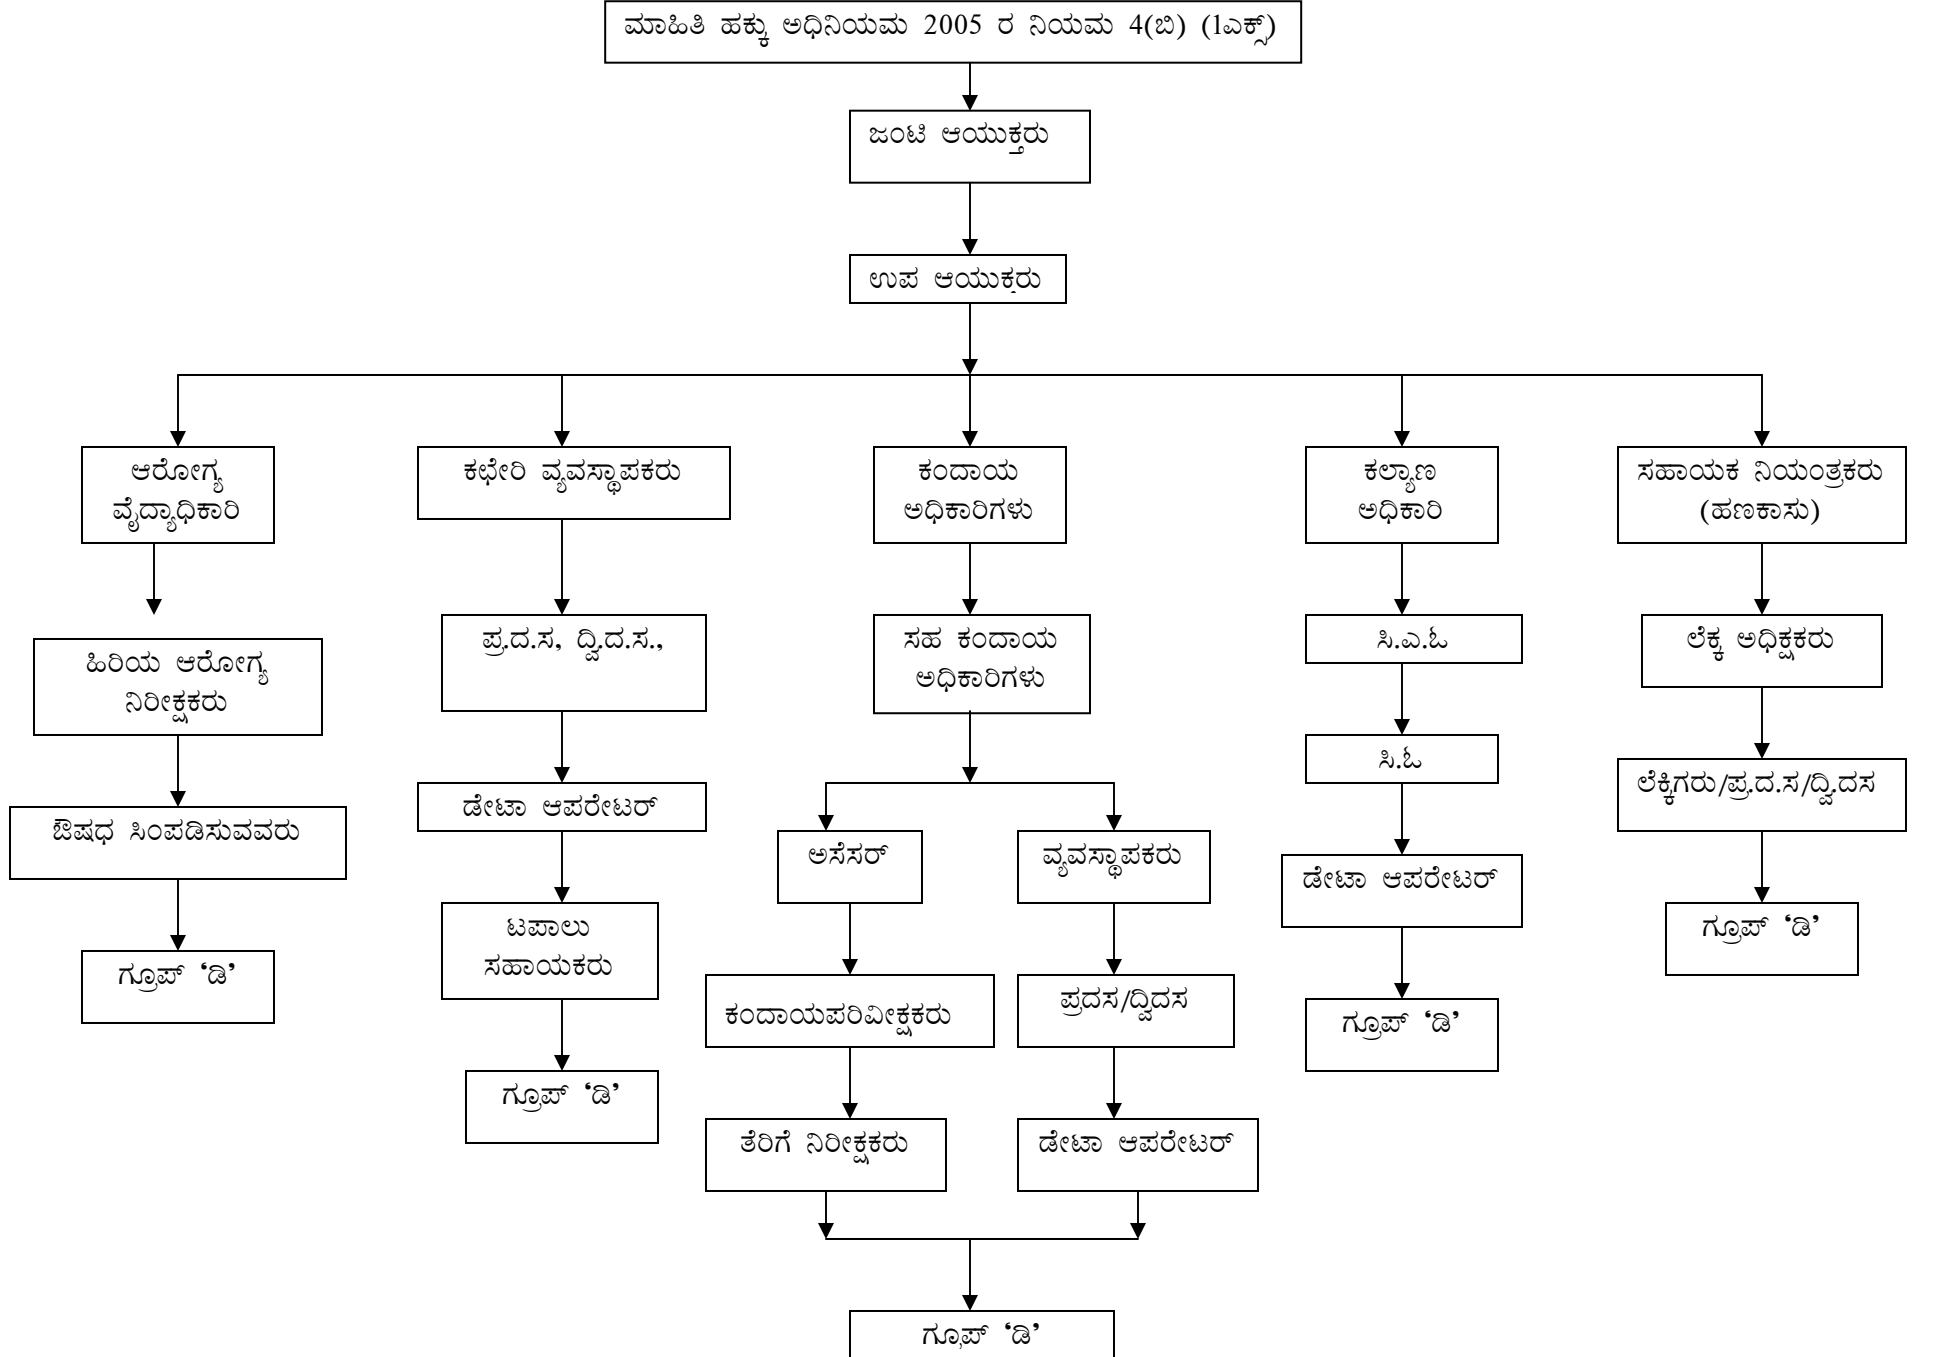 ಮಾಹಿತಿ ಹಕ್ಕು ಅಧಿನಿಯಮ 2005 ರ ನಿಯಮ 4(ಬಿ) (1ಎಕ್ಸ್)
ಜಂಟಿ ಆಯುಕ್ತರು
ಉಪ ಆಯುಕ್ತರು
ಆರೋಗ್ಯ
ವೈದ್ಯಾಧಿಕಾರಿ
ಕಛೇರಿ ವ್ಯವಸ್ಥಾಪಕರು
ಕಂದಾಯ
ಅಧಿಕಾರಿಗಳು
ಕಲ್ಯಾಣ
ಅಧಿಕಾರಿ
ಸಹಾಯಕ ನಿಯಂತ್ರಕರು
(ಹಣಕಾಸು)
ಹಿರಿಯ ಆರೋಗ್ಯ
ನಿರೀಕ್ಷಕರು
ಪ್ರ.ದ.ಸ, ದ್ವಿ.ದ.ಸ.,
ಸಹ ಕಂದಾಯ
ಅಧಿಕಾರಿಗಳು
ಸಿ.ಎ.ಓ
ಲೆಕ್ಕ ಅಧಿಕ್ಷಕರು
ಔಷಧ ಸಿಂಪಡಿಸುವವರು
ಡೇಟಾ ಆಪರೇಟರ್
ಸಿ.ಓ
ಲೆಕ್ಕಿಗರು/ಪ್ರ.ದ.ಸ/ದ್ವಿ.ದಸ
ಅಸೆಸರ್
ವ್ಯವಸ್ಥಾಪಕರು
ಡೇಟಾ ಆಪರೇಟರ್
ಗ್ರೂಪ್ ‘ಡಿ’
ಟಪಾಲು
ಸಹಾಯಕರು
ಗ್ರೂಪ್ ‘ಡಿ’
ಕಂದಾಯಪರಿವೀಕ್ಷಕರು
ಪ್ರದಸ/ದ್ವಿದಸ
ಗ್ರೂಪ್ ‘ಡಿ’
ಗ್ರೂಪ್ ‘ಡಿ’
ತೆರಿಗೆ ನಿರೀಕ್ಷಕರು
ಡೇಟಾ ಆಪರೇಟರ್
ಗ್ರೂಪ್ ‘ಡಿ’